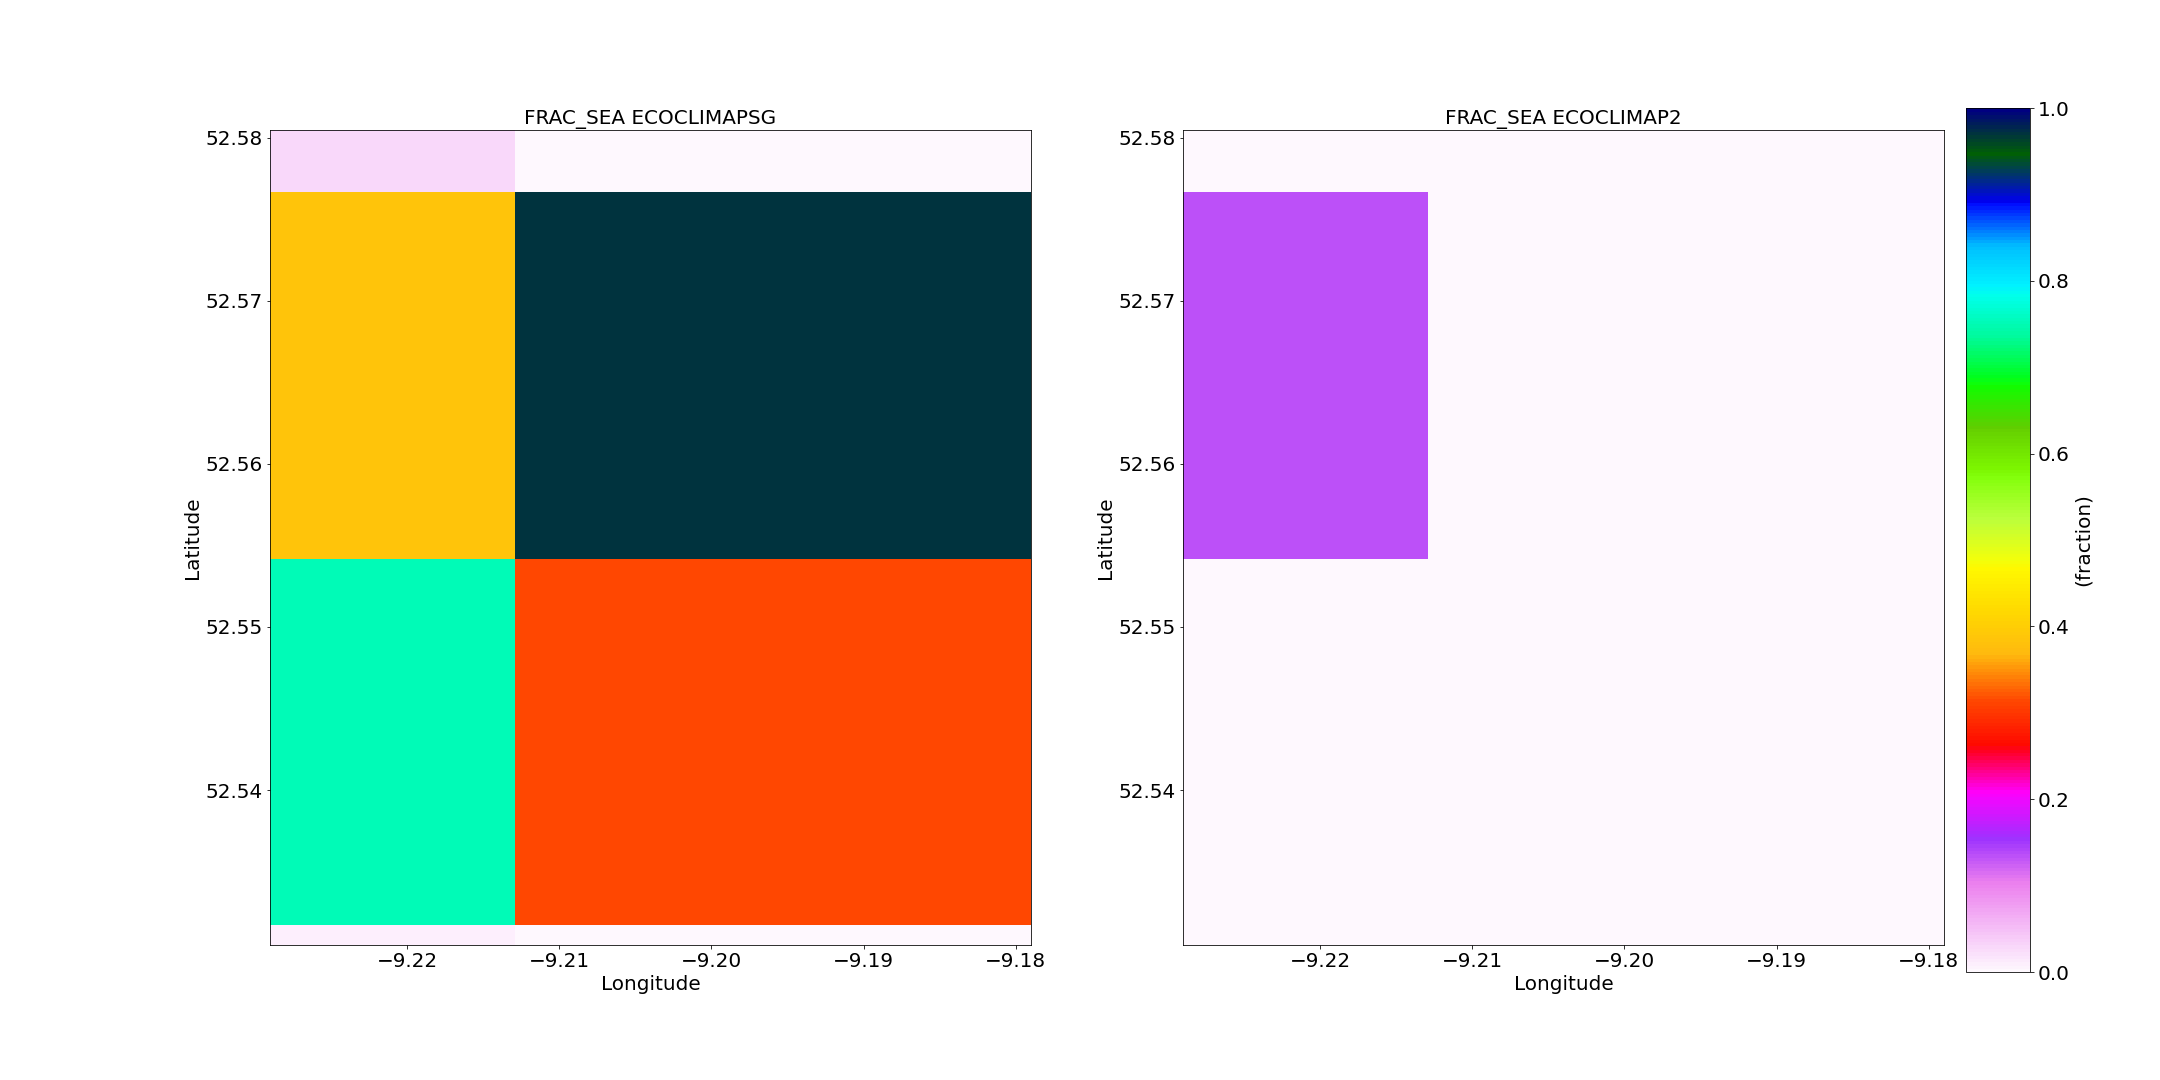 FRAC_SEA ECOCLIMAPSG
52.58
52.57
52.56
52.55
52.54
Latitude
−9.22 −9.21 −9.20 −9.19 −9.18
Longitude
FRAC_SEA ECOCLIMAP2
52.58
52.57
52.56
52.55
52.54
Latitude
−9.22 −9.21 −9.20 −9.19 −9.18
Longitude
1.0
0.8
0.6
0.4
0.2
0.0
(fraction)